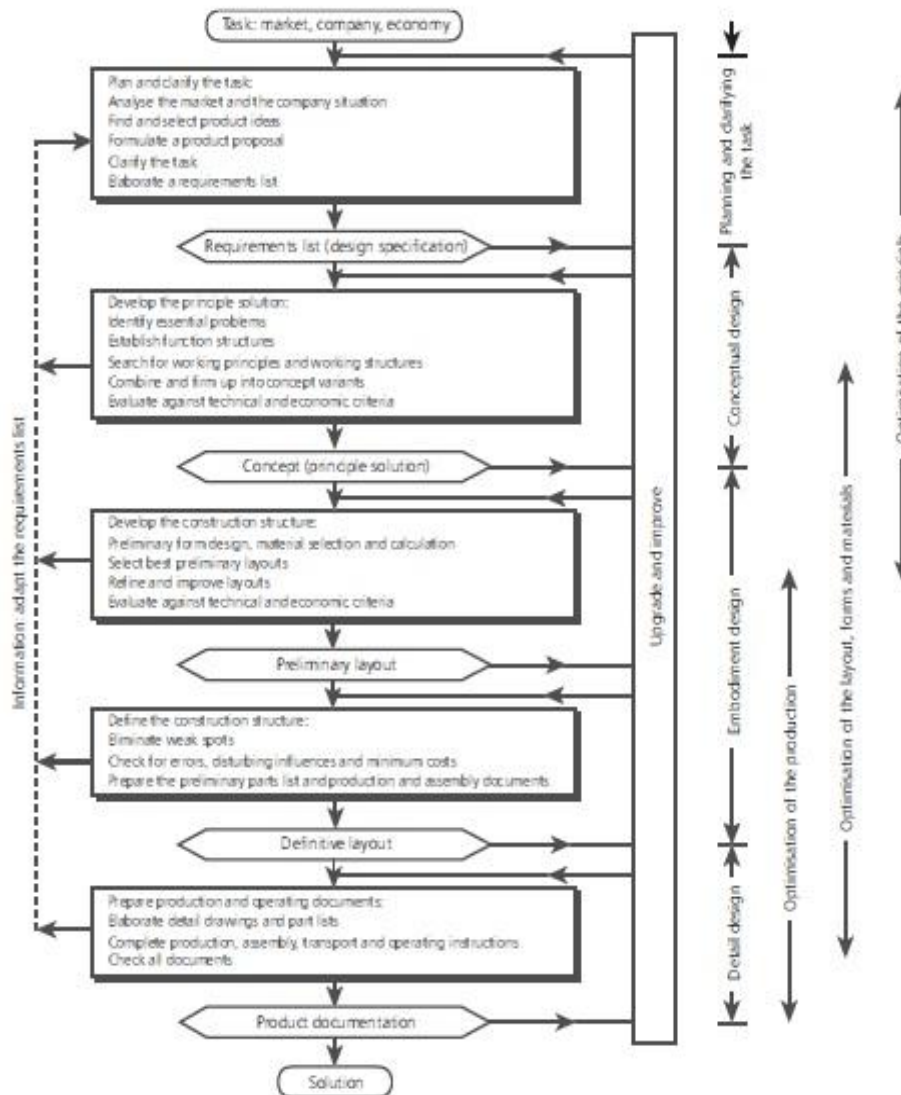 Task: market, company, economy
Plan and clarify the task:
Analyse the market and the company situation
Find and select product ideas
Formulate a product proposal
Clarify the task
Elaborate a requirements list
Requirements list (design specification)
Develop the principle solution:
Identify essential problems
Establish function structures
Search for working principles and working structures
Combine and firm up into concept variants
Evaluate against technical and economic criteria
Concept (principle solution)
Develop the construction structure:
Preliminary form design, material selection and calculation
Select best preliminary layouts
Refine and improve layouts
Evaluate against technical and economic criteria
Preliminary layout
Define the construction structure:
Eliminate weak spots
Check for errors, disturbing influences and minimum costs
Prepare the preliminary parts list and production and assembly documents
Definitive layout
Prepare production and operating documents:
Elaborate detail drawings and part lists
Complete production, assembly, transport and operating instructions
Check all documents
Product documentation
Solution
Information: adapt the requirements list
Upgrade and improve
Planning and clarifying
the task
Conceptual design
Embodiment design
Detail design
Optimisation of the production
Optimisation of the layout, forms and materials